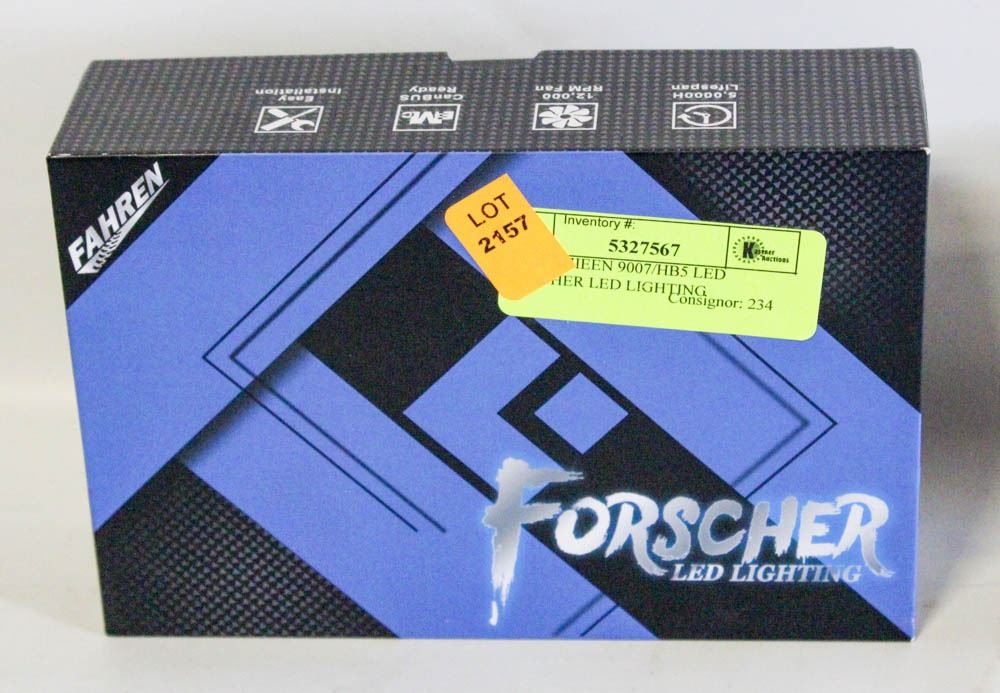 Easy
Installation
CanBUS
Ready
EMC
12,000
RPM Fan
5,0000H
Lifespan
FAHREN
LOT
2157
Inventory #:
5327567
Auctions
9007/HB5 LED
HER LED LIGHTING
Consignor: 234
FORSCHER
LED LIGHTING